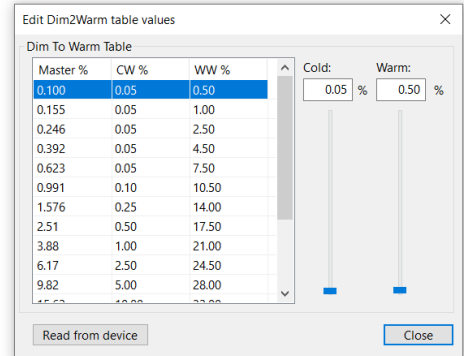 Edit Dim2Warm table values
Dim To Warm Table
Master % CW % WW %
0.100 0.05 0.50
0.155 0.05 1.00
0.246 0.05 2.50
0.392 0.05 4.50
0.623 0.05 7.50
0.991 0.10 10.50
1.576 0.25 14.00
2.51 0.50 17.50
3.88 1.00 21.00
6.17 2.50 24.50
9.82 5.00 28.00
Cold: Warm:
0.05 % 0.50 %
Read from device Close